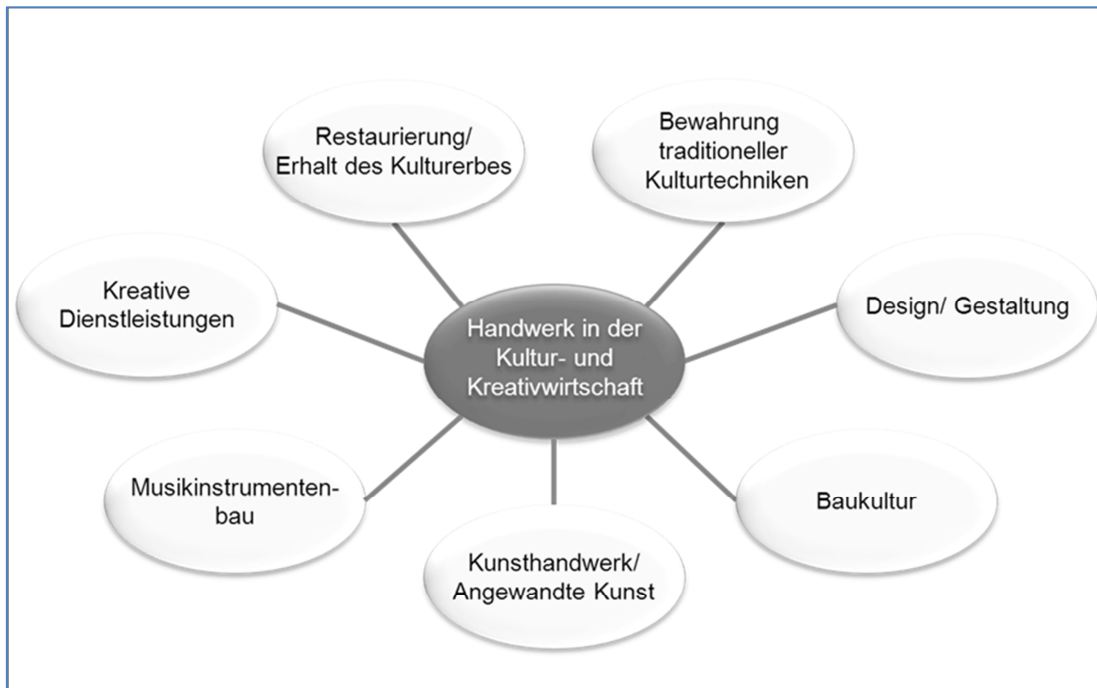 Restaurierung/
Erhalt des Kulturerbes
Bewahrung
traditioneller
Kulturtechniken
Kreative
Dienstleistungen
Design/ Gestaltung
Handwerk in der
Kultur- und
Kreativwirtschaft
Musikinstrumenten-
bau
Baukultur
Kunsthandwerk/
Angewandte Kunst